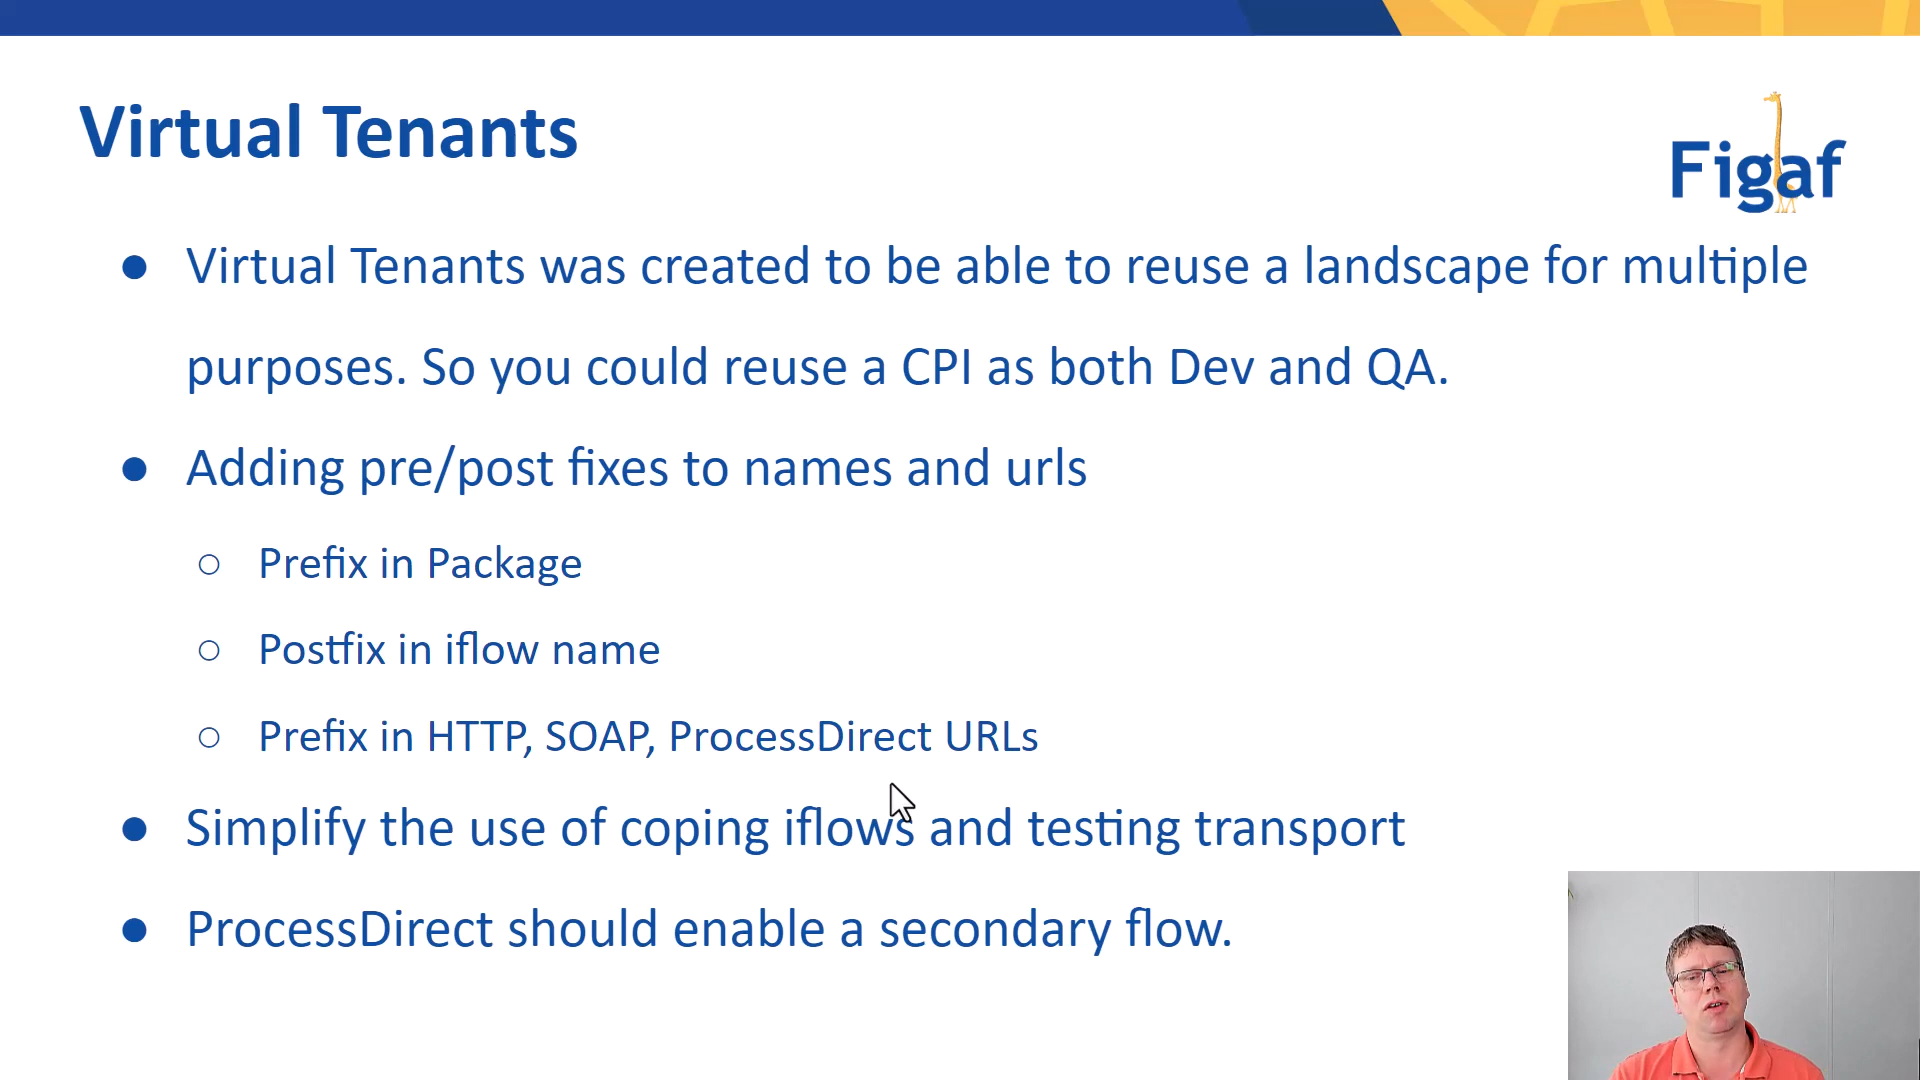 Virtual Tenants
Figaf
● Virtual Tenants was created to be able to reuse a landscape for multiple
purposes. So you could reuse a CPI as both Dev and QA.
● Adding pre/post fixes to names and urls
○ Prefix in Package
○ Postfix in iflow name
○ Prefix in HTTP, SOAP, ProcessDirect URLs
● Simplify the use of coping iflows and testing transport
● ProcessDirect should enable a secondary flow.